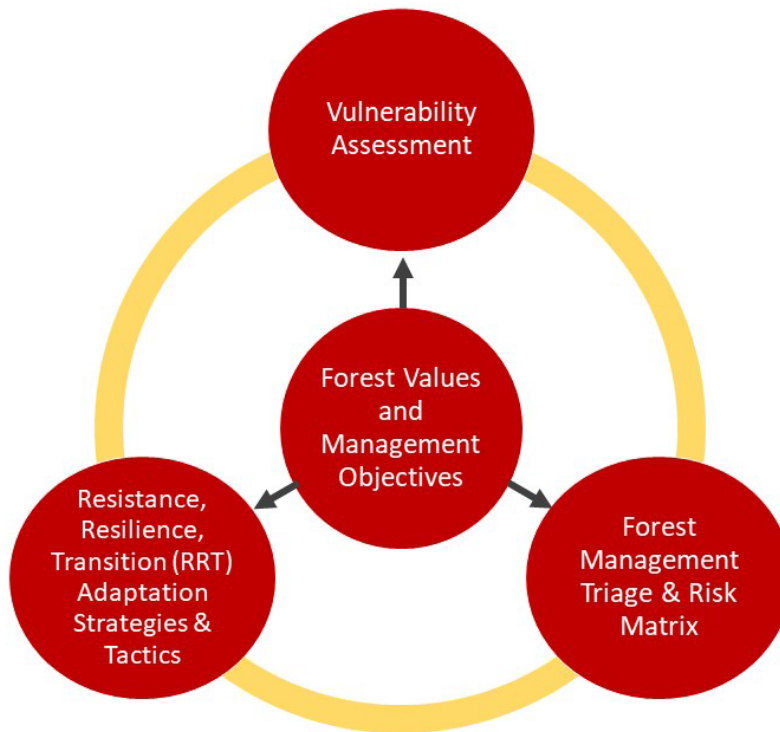 Vulnerability
Assessment
Forest Values
and
Management
Objectives
Resistance,
Resilience,
Transition (RRT)
Adaptation
Strategies &
Tactics
Forest
Management
Triage & Risk
Matrix